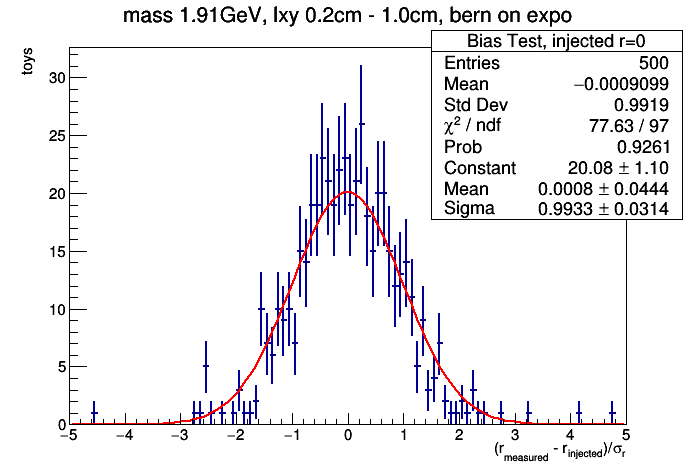 mass 1.91GeV, lxy 0.2cm - 1.0cm, bern on expo
Bias Test, injected r=0
Entries 500
Mean −0.0009099
Std Dev 0.9919
χ² / ndf 77.63 / 97
Prob 0.9261
Constant 20.08 ± 1.10
Mean 0.0008 ± 0.0444
Sigma 0.9933 ± 0.0314
toys
30
25
20
15
10
5
0
−5 −4 −3 −2 −1 0 1 2 3 4 5
(r_measured - r_injected)/σ_r